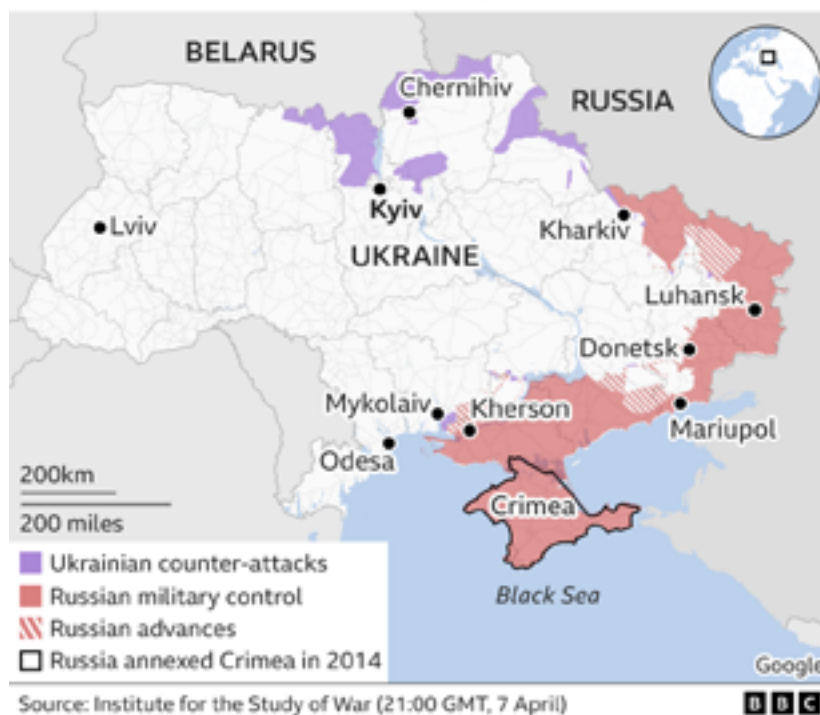 BELARUS
Chernihiv
RUSSIA
Lviv
Kyiv
Kharkiv
UKRAINE
Luhansk
Donetsk
Mykolaiv
Kherson
Mariupol
Odesa
200km
200 miles
Crimea
Black Sea
Ukrainian counter-attacks
Russian military control
Russian advances
Russia annexed Crimea in 2014
Google
Source: Institute for the Study of War (21:00 GMT, 7 April)
BBC